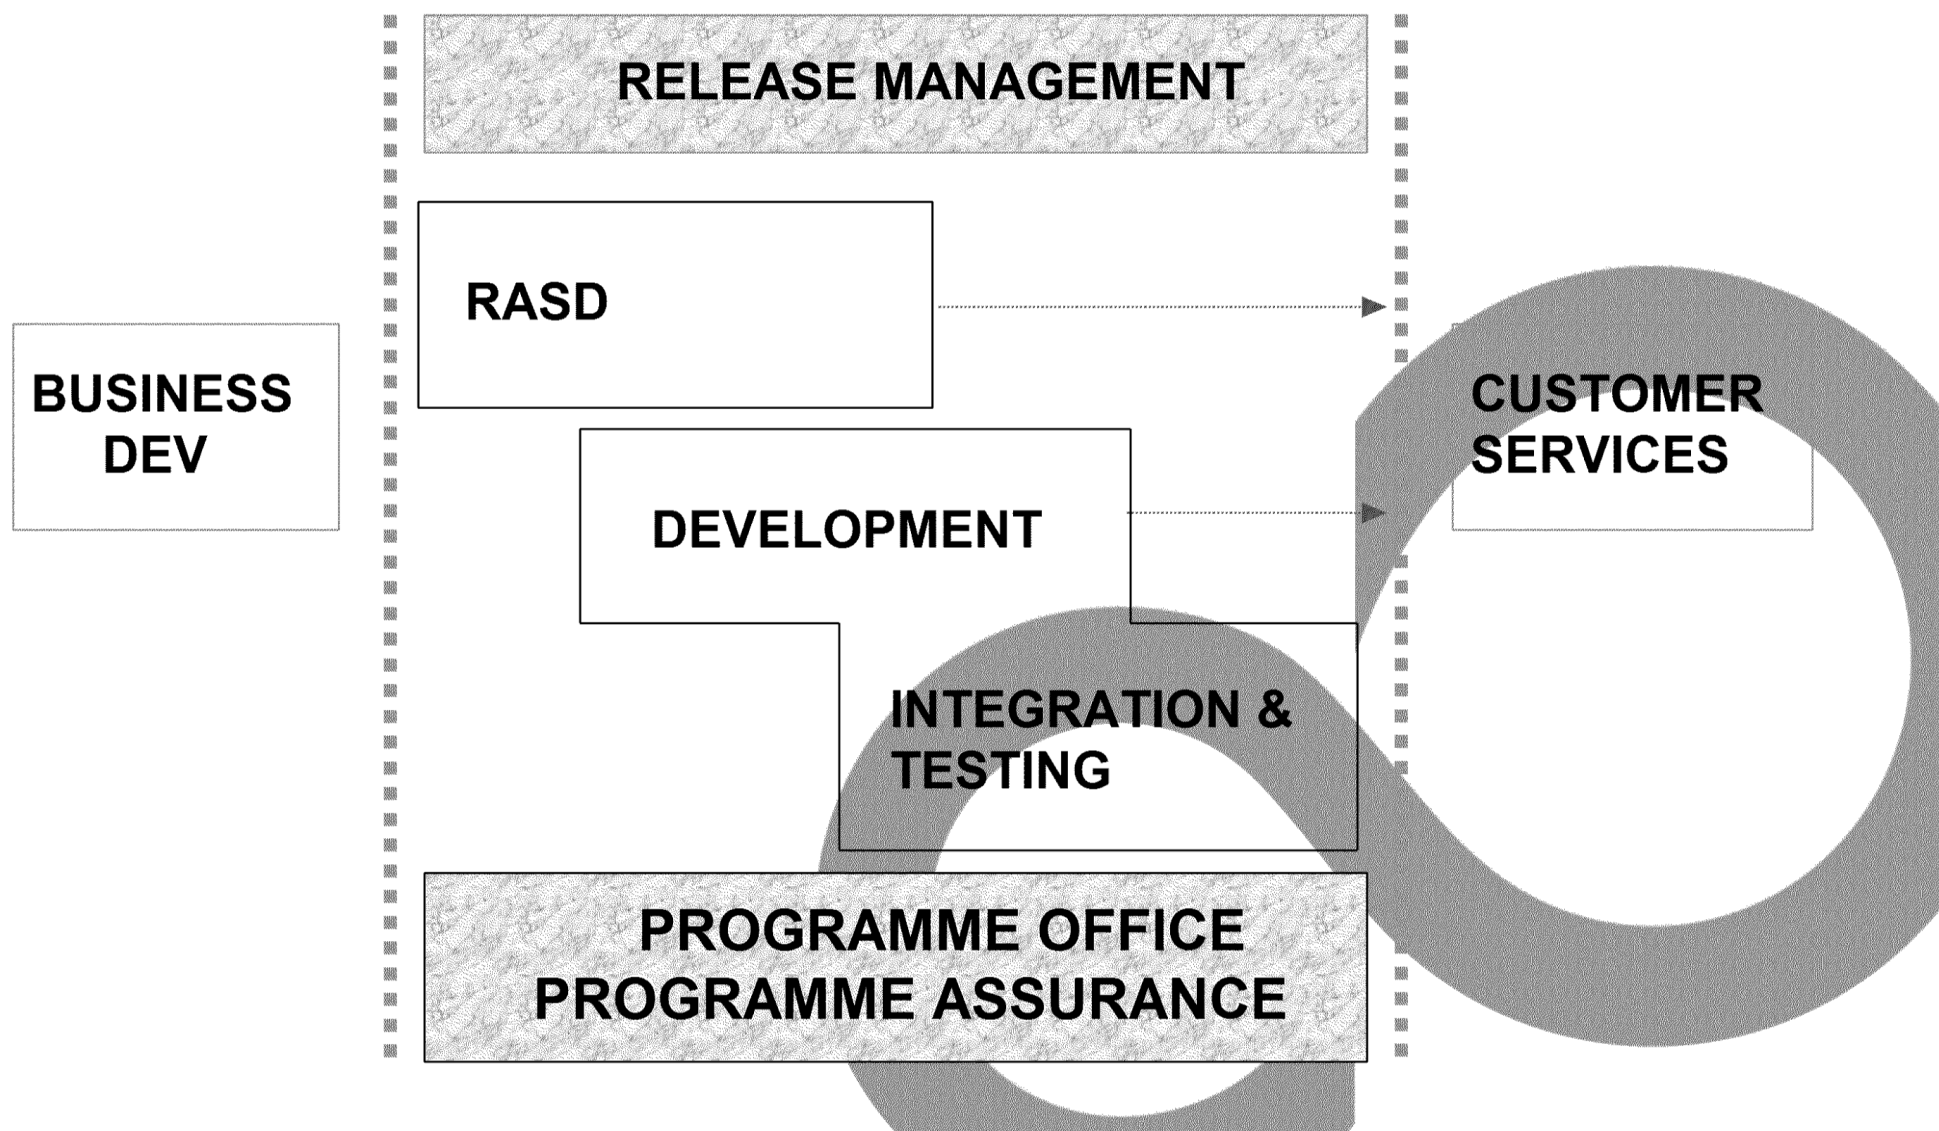 RELEASE MANAGEMENT
RASD
BUSINESS
DEV
CUSTOMER
SERVICES
DEVELOPMENT
INTEGRATION &
TESTING
PROGRAMME OFFICE
PROGRAMME ASSURANCE